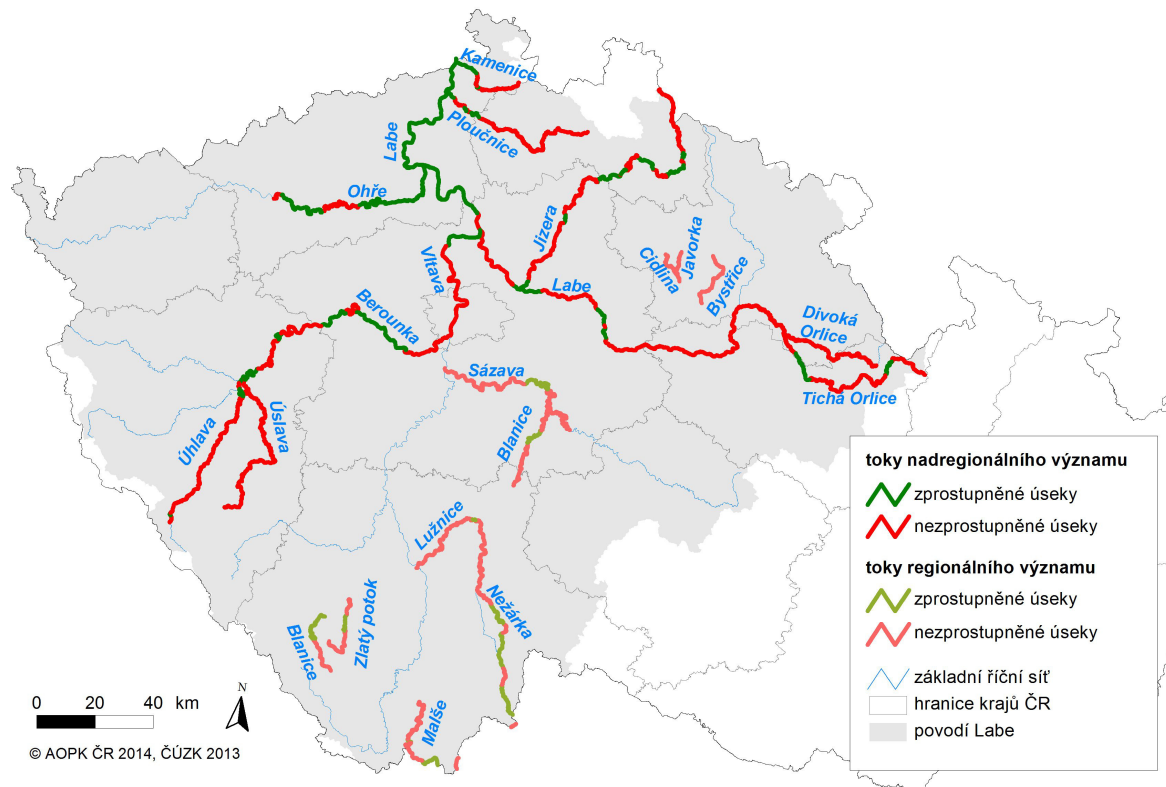 Kamenice
Labe
Ploučnice
Ohře
Jizera
Javorka
Cidlina
Bystřice
Vltava
Labe
Berounka
Divoká
Orlice
Sázava
Tichá Orlice
Úslava
Blanice
Úhlava
Lužnice
Nežárka
Zlatý potok
Blanice
Malše
toky nadregionálního významu
zprostupněné úseky
nezprostupněné úseky
toky regionálního významu
zprostupněné úseky
nezprostupněné úseky
základní říční síť
hranice krajů ČR
povodí Labe
N
0 20 40 km
© AOPK ČR 2014, ČÚZK 2013